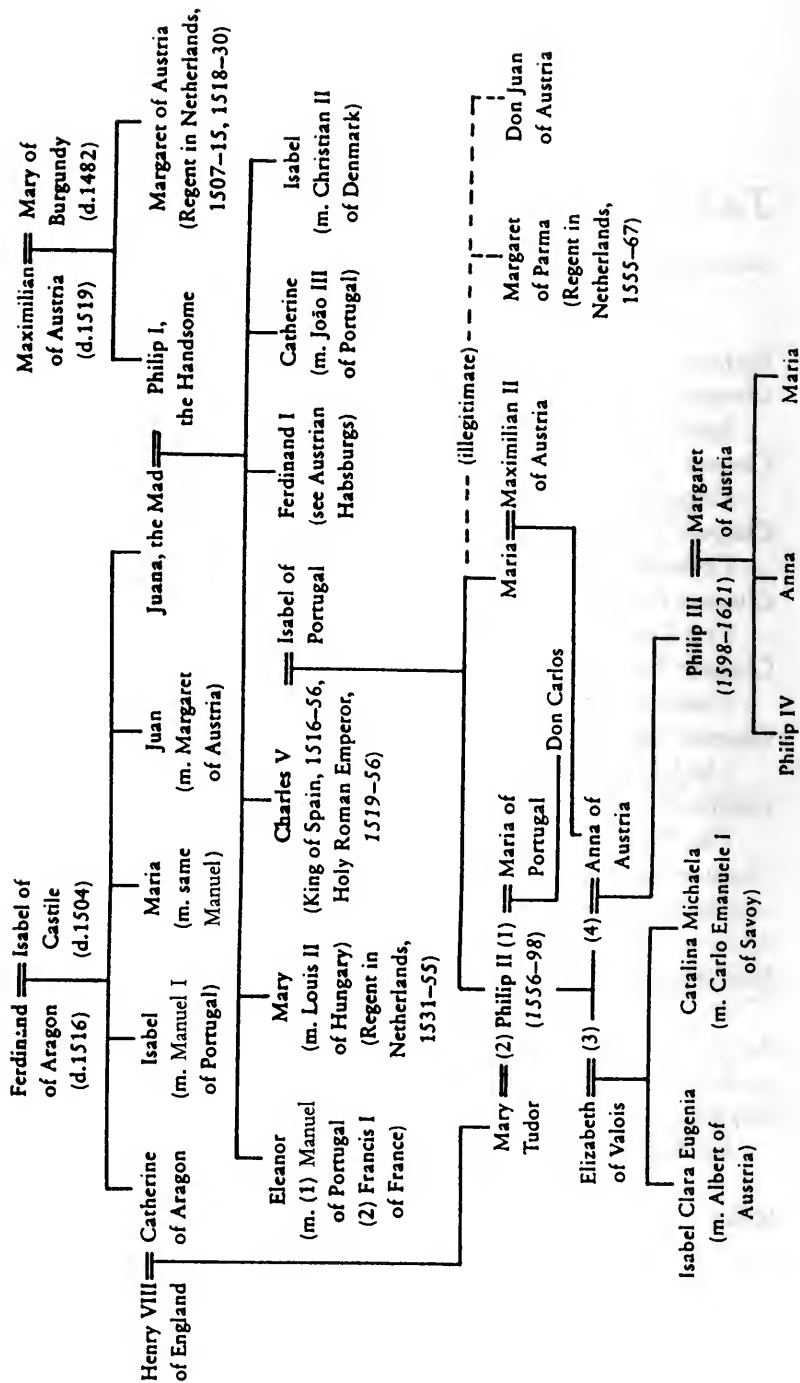 Ferdinand
of Aragon
(d.1516)
Isabel of
Castile
(d.1504)
Maximilian
of Austria
(d.1519)
Mary of
Burgundy
(d.1482)
Henry VIII
of England
Catherine
of Aragon
Isabel
(m. Manuel I
of Portugal)
Maria
(m. same
Manuel)
Juan
(m. Margaret
of Austria)
Juana, the Mad
Philip I,
the Handsome
Margaret of Austria
(Regent in Netherlands,
1507–15, 1518–30)
Eleanor
(m. (1) Manuel
of Portugal
(2) Francis I
of France)
Mary
(m. Louis II
of Hungary)
(Regent in
Netherlands,
1531–55)
Charles V
(King of Spain, 1516–56,
Holy Roman Emperor,
1519–56)
Isabel of
Portugal
Ferdinand I
(see Austrian
Habsburgs)
Catherine
(m. João III
of Portugal)
Isabel
(m. Christian II
of Denmark)
(illegitimate)
Mary
Tudor
(2) Philip II (1)
(1556–98)
Maria of
Portugal
Don Carlos
Maria
Maximilian II
of Austria
Margaret
of Parma
(Regent in
Netherlands,
1555–67)
Don Juan
of Austria
Elizabeth
of Valois
(3)
(4)
Anna of
Austria
Isabel Clara Eugenia
(m. Albert of
Austria)
Catalina Michaela
(m. Carlo Emanuele I
of Savoy)
Philip III
(1598–1621)
Margaret
of Austria
Philip IV
Anna
Maria